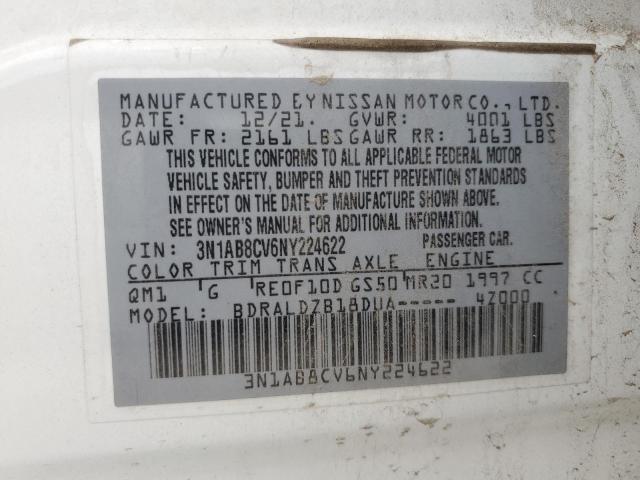 MANUFACTURED BY NISSAN MOTOR CO., LTD.
DATE: 12/21. GVWR: 4001 LBS
GAWR FR: 2161 LBS GAWR RR: 1863 LBS
THIS VEHICLE CONFORMS TO ALL APPLICABLE FEDERAL MOTOR
VEHICLE SAFETY, BUMPER AND THEFT PREVENTION STANDARDS
IN EFFECT ON THE DATE OF MANUFACTURE SHOWN ABOVE.
SEE OWNER'S MANUAL FOR ADDITIONAL INFORMATION.
VIN: 3N1AB8CV6NY224622 PASSENGER CAR.
COLOR TRIM TRANS AXLE ENGINE
QM1 G RE0F10D GS50 MR20 1997 CC
MODEL: BDRALDZB18DUA----- 4Z000
3N1AB8CV6NY224622